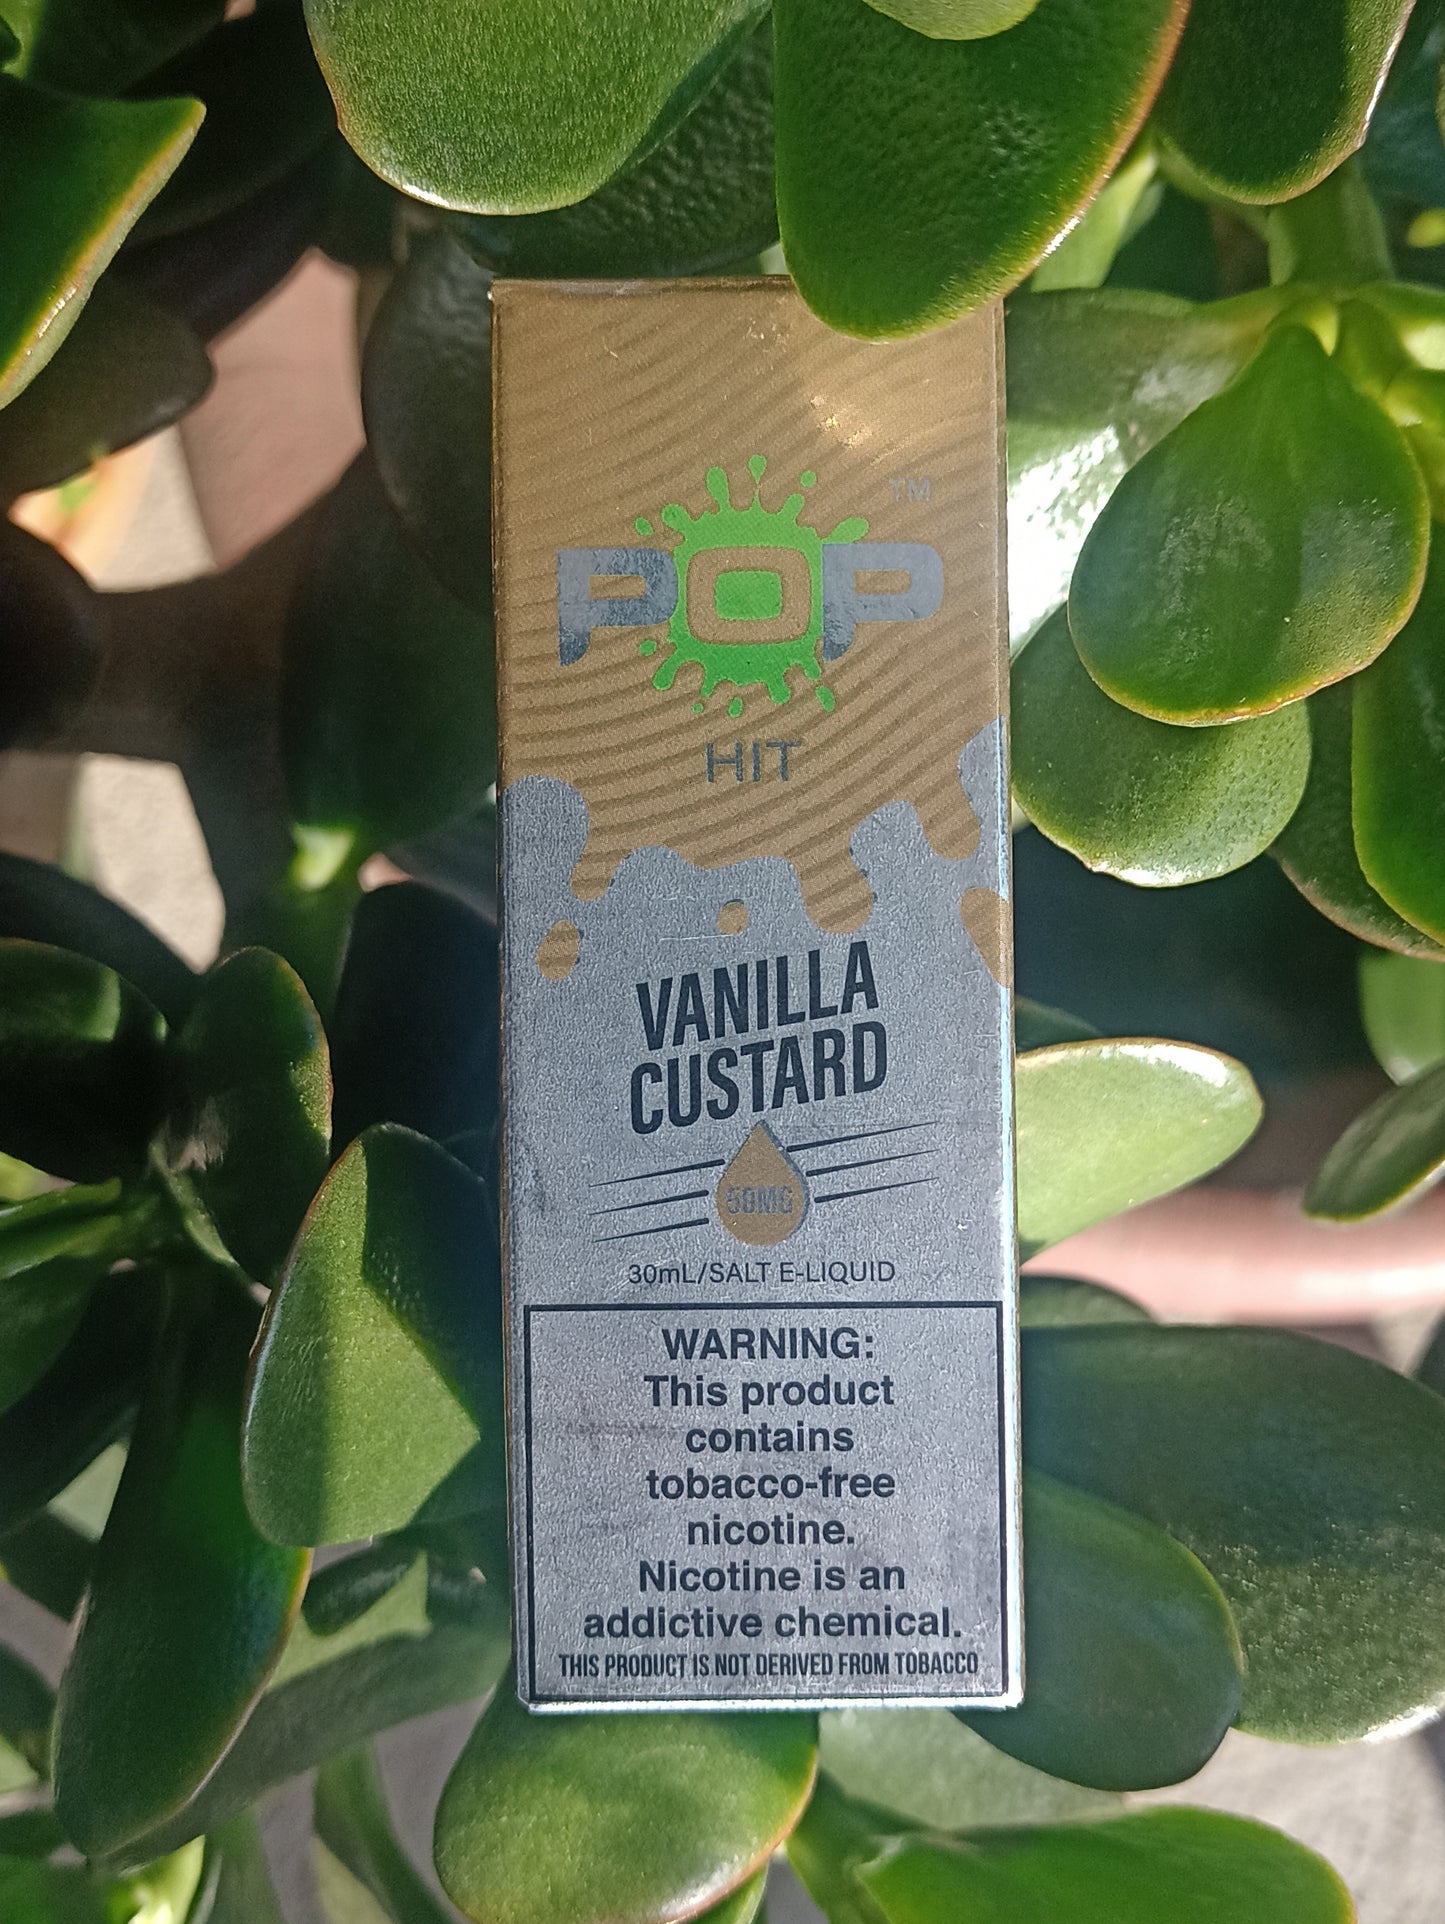 POP™
HIT
VANILLA
CUSTARD
50MG
30mL/SALT E-LIQUID
WARNING:
This product
contains
tobacco-free
nicotine.
Nicotine is an
addictive chemical.
THIS PRODUCT IS NOT DERIVED FROM TOBACCO